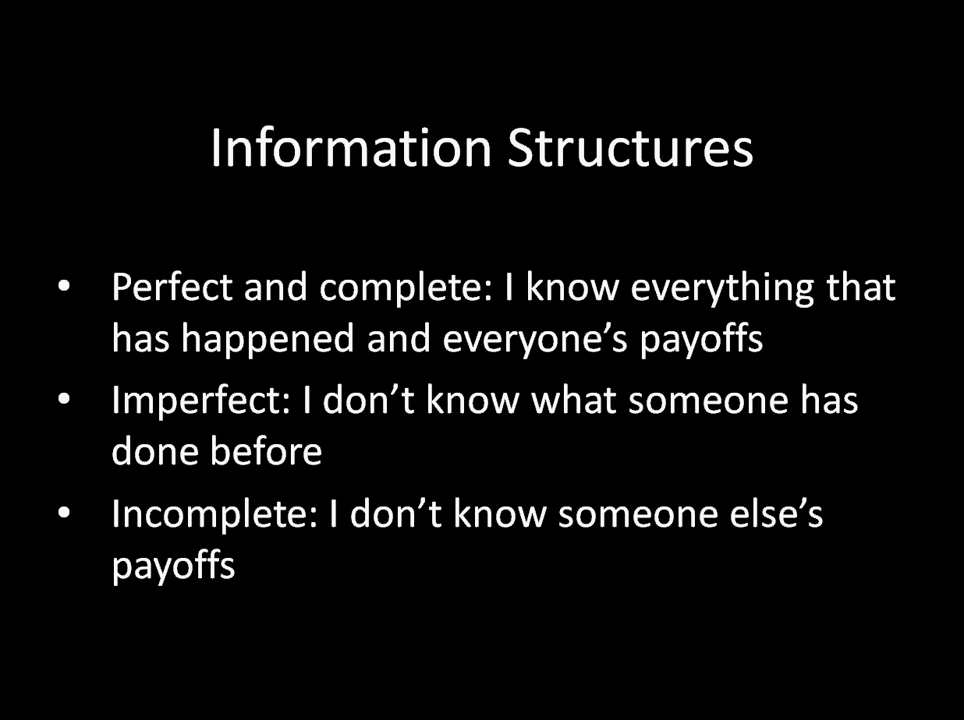 Information Structures
• Perfect and complete: I know everything that
has happened and everyone’s payoffs
• Imperfect: I don’t know what someone has
done before
• Incomplete: I don’t know someone else’s
payoffs